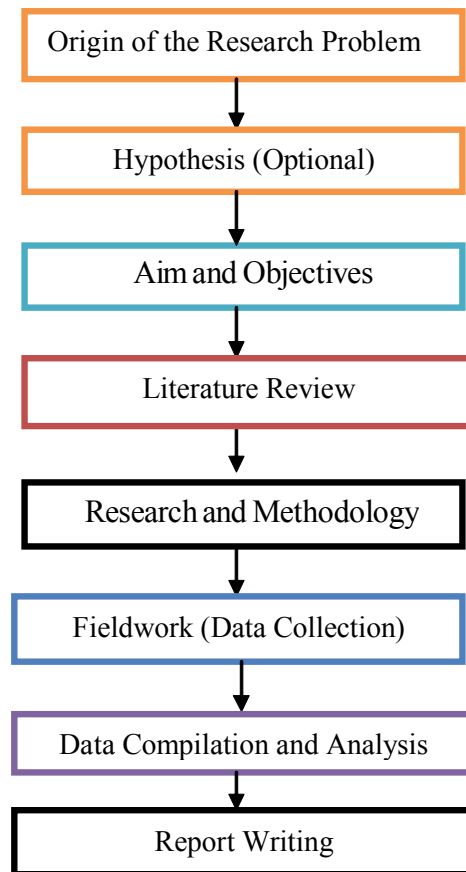 Origin of the Research Problem
Hypothesis (Optional)
Aim and Objectives
Literature Review
Research and Methodology
Fieldwork (Data Collection)
Data Compilation and Analysis
Report Writing